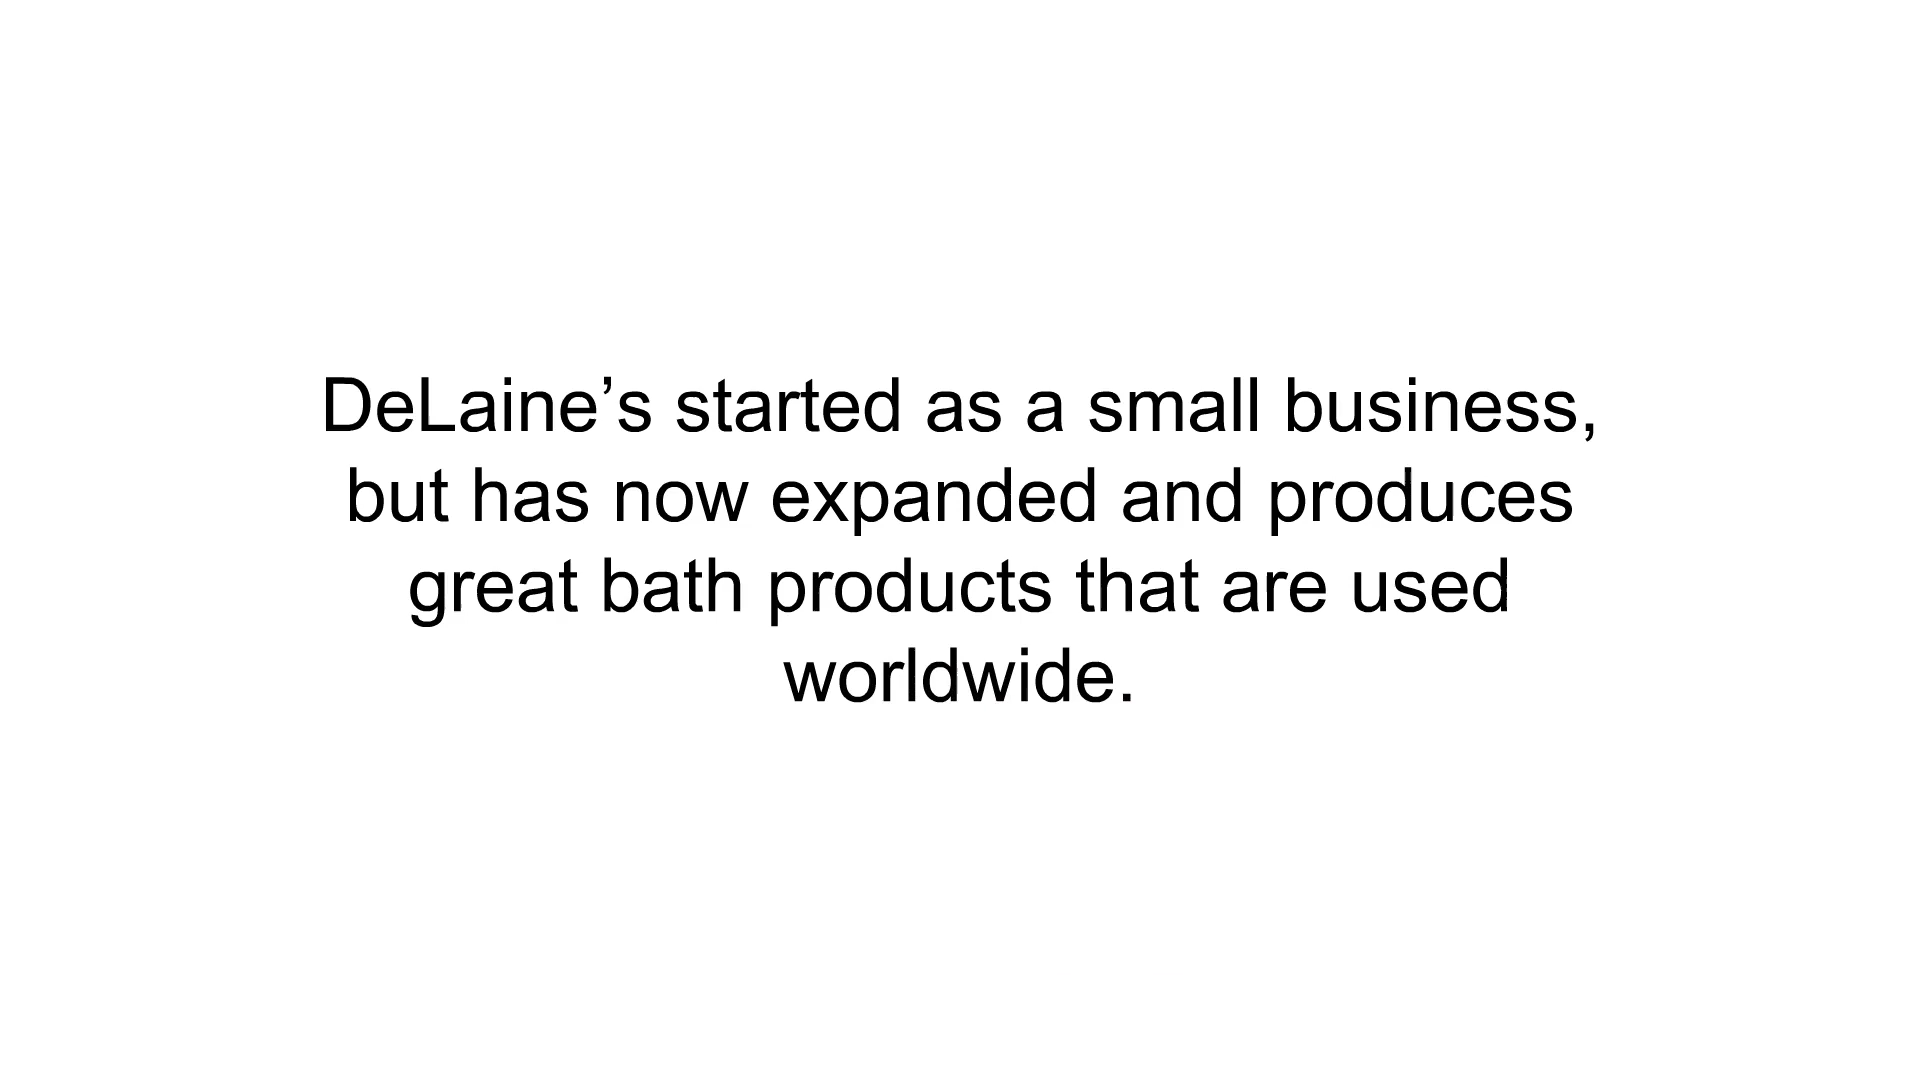 DeLaine’s started as a small business,
but has now expanded and produces
great bath products that are used
worldwide.